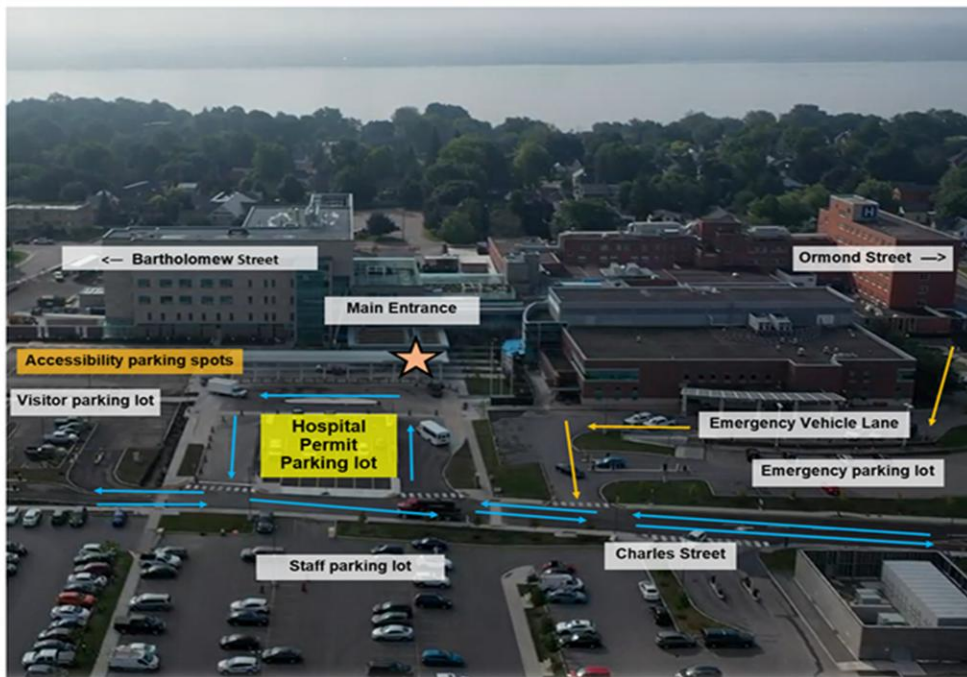 <— Bartholomew Street
Ormond Street —>
H
Main Entrance
Accessibility parking spots
Visitor parking lot
Hospital
Permit
Parking lot
Emergency Vehicle Lane
Emergency parking lot
Staff parking lot
Charles Street